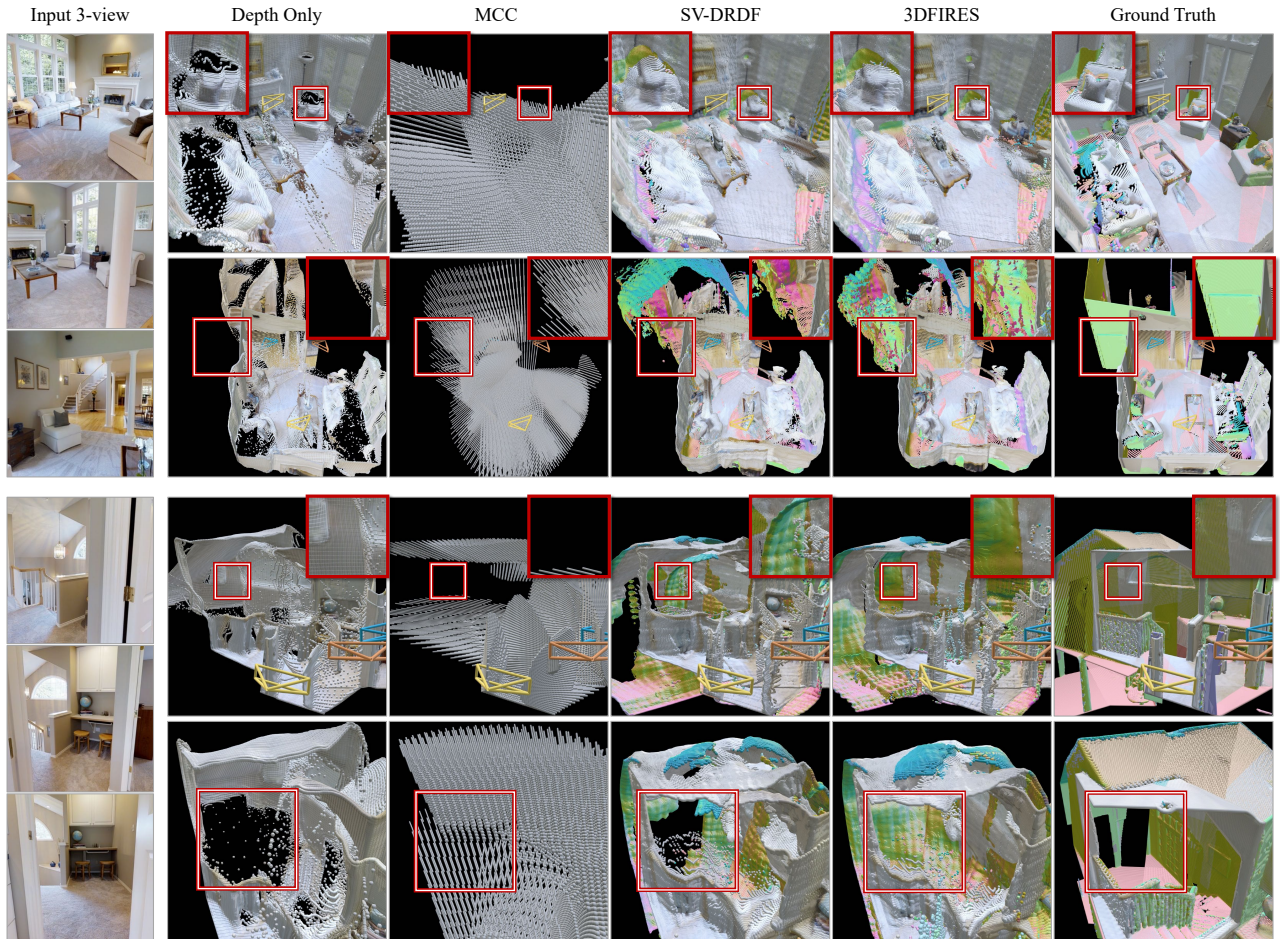 Input 3-view
Depth Only
MCC
SV-DRDF
3DFIRES
Ground Truth